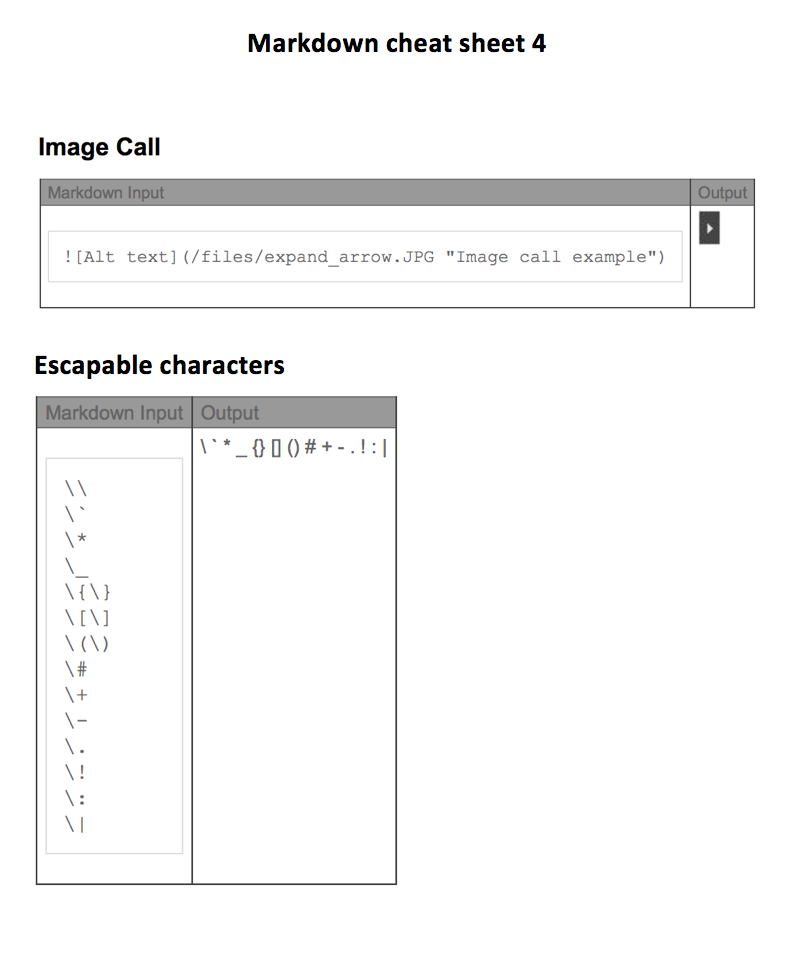 Markdown cheat sheet 4
Image Call
Markdown Input Output
![Alt text](/files/expand_arrow.JPG "Image call example")
Escapable characters
Markdown Input Output
\ ` * _ {} [] () # + - . ! : |
\\
\`
\*
\_
\{\}
\[\]
\(\)
\#
\+
\-
\.
\!
\:
\|